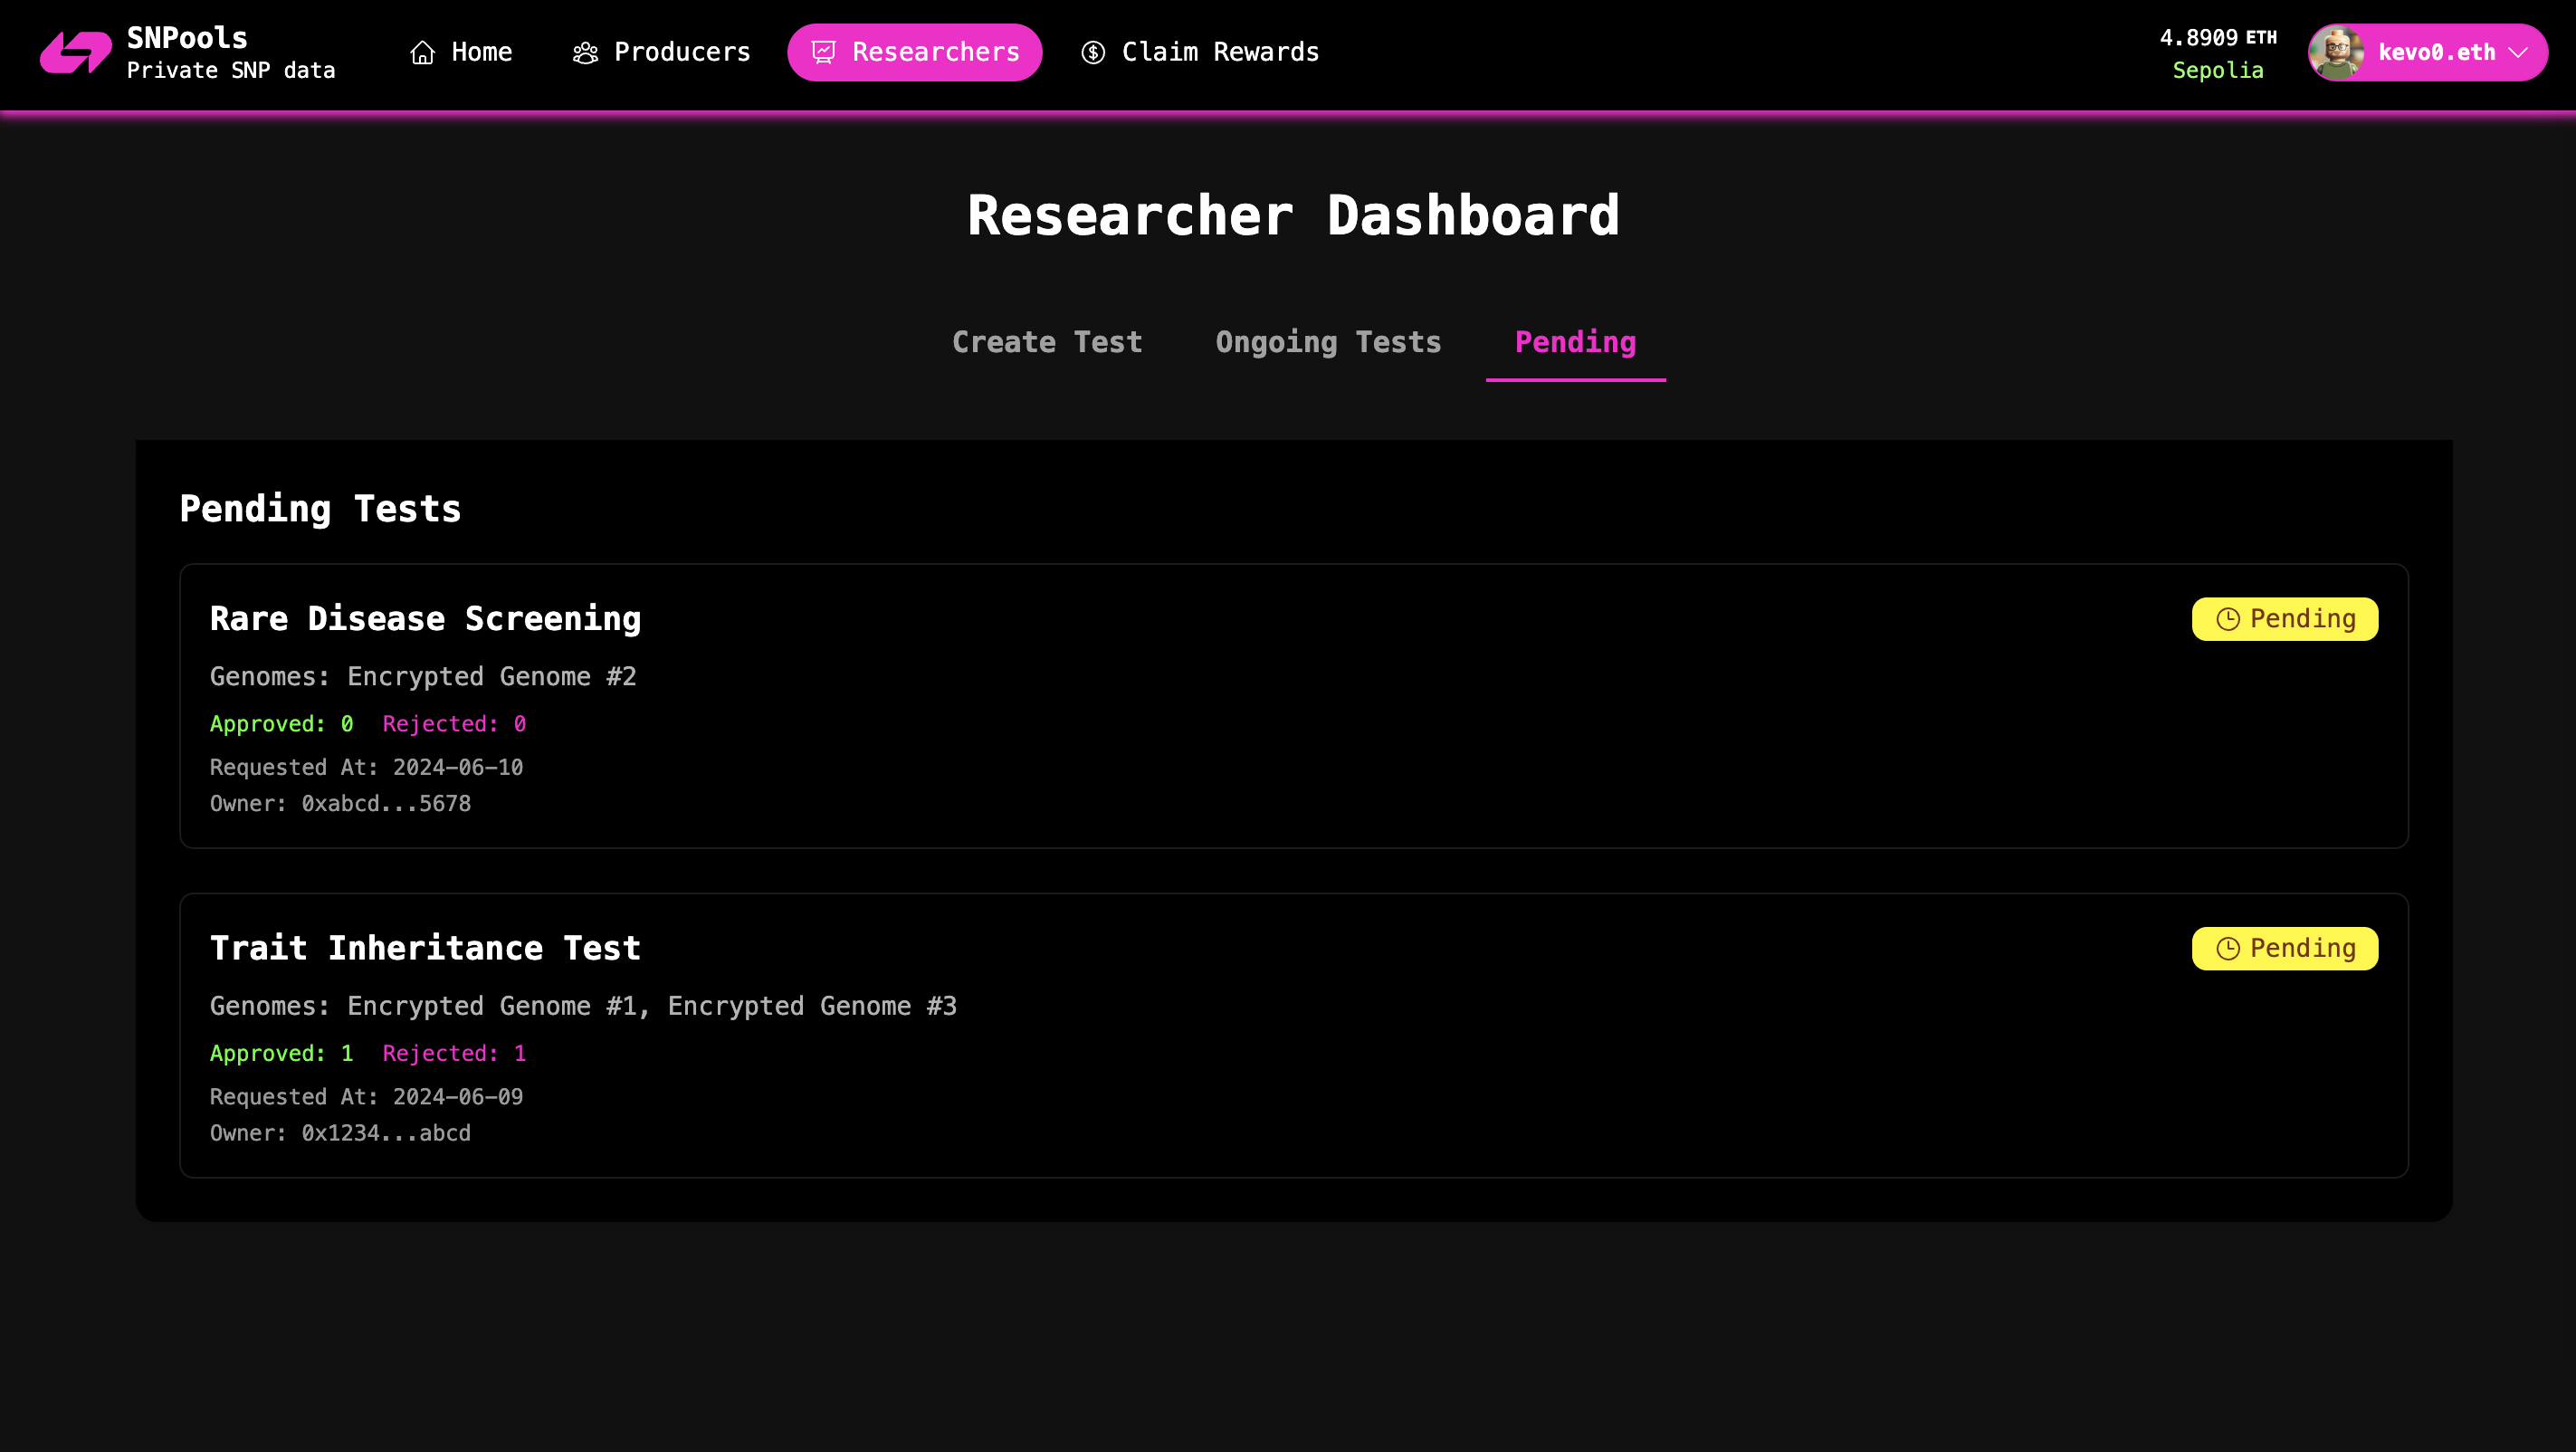 SNPools
Private SNP data
Home
Producers
Researchers
Claim Rewards
4.8909 ETH
Sepolia
kevo0.eth
Researcher Dashboard
Create Test
Ongoing Tests
Pending
Pending Tests
Rare Disease Screening
Pending
Genomes: Encrypted Genome #2
Approved: 0 Rejected: 0
Requested At: 2024-06-10
Owner: 0xabcd...5678
Trait Inheritance Test
Pending
Genomes: Encrypted Genome #1, Encrypted Genome #3
Approved: 1 Rejected: 1
Requested At: 2024-06-09
Owner: 0x1234...abcd